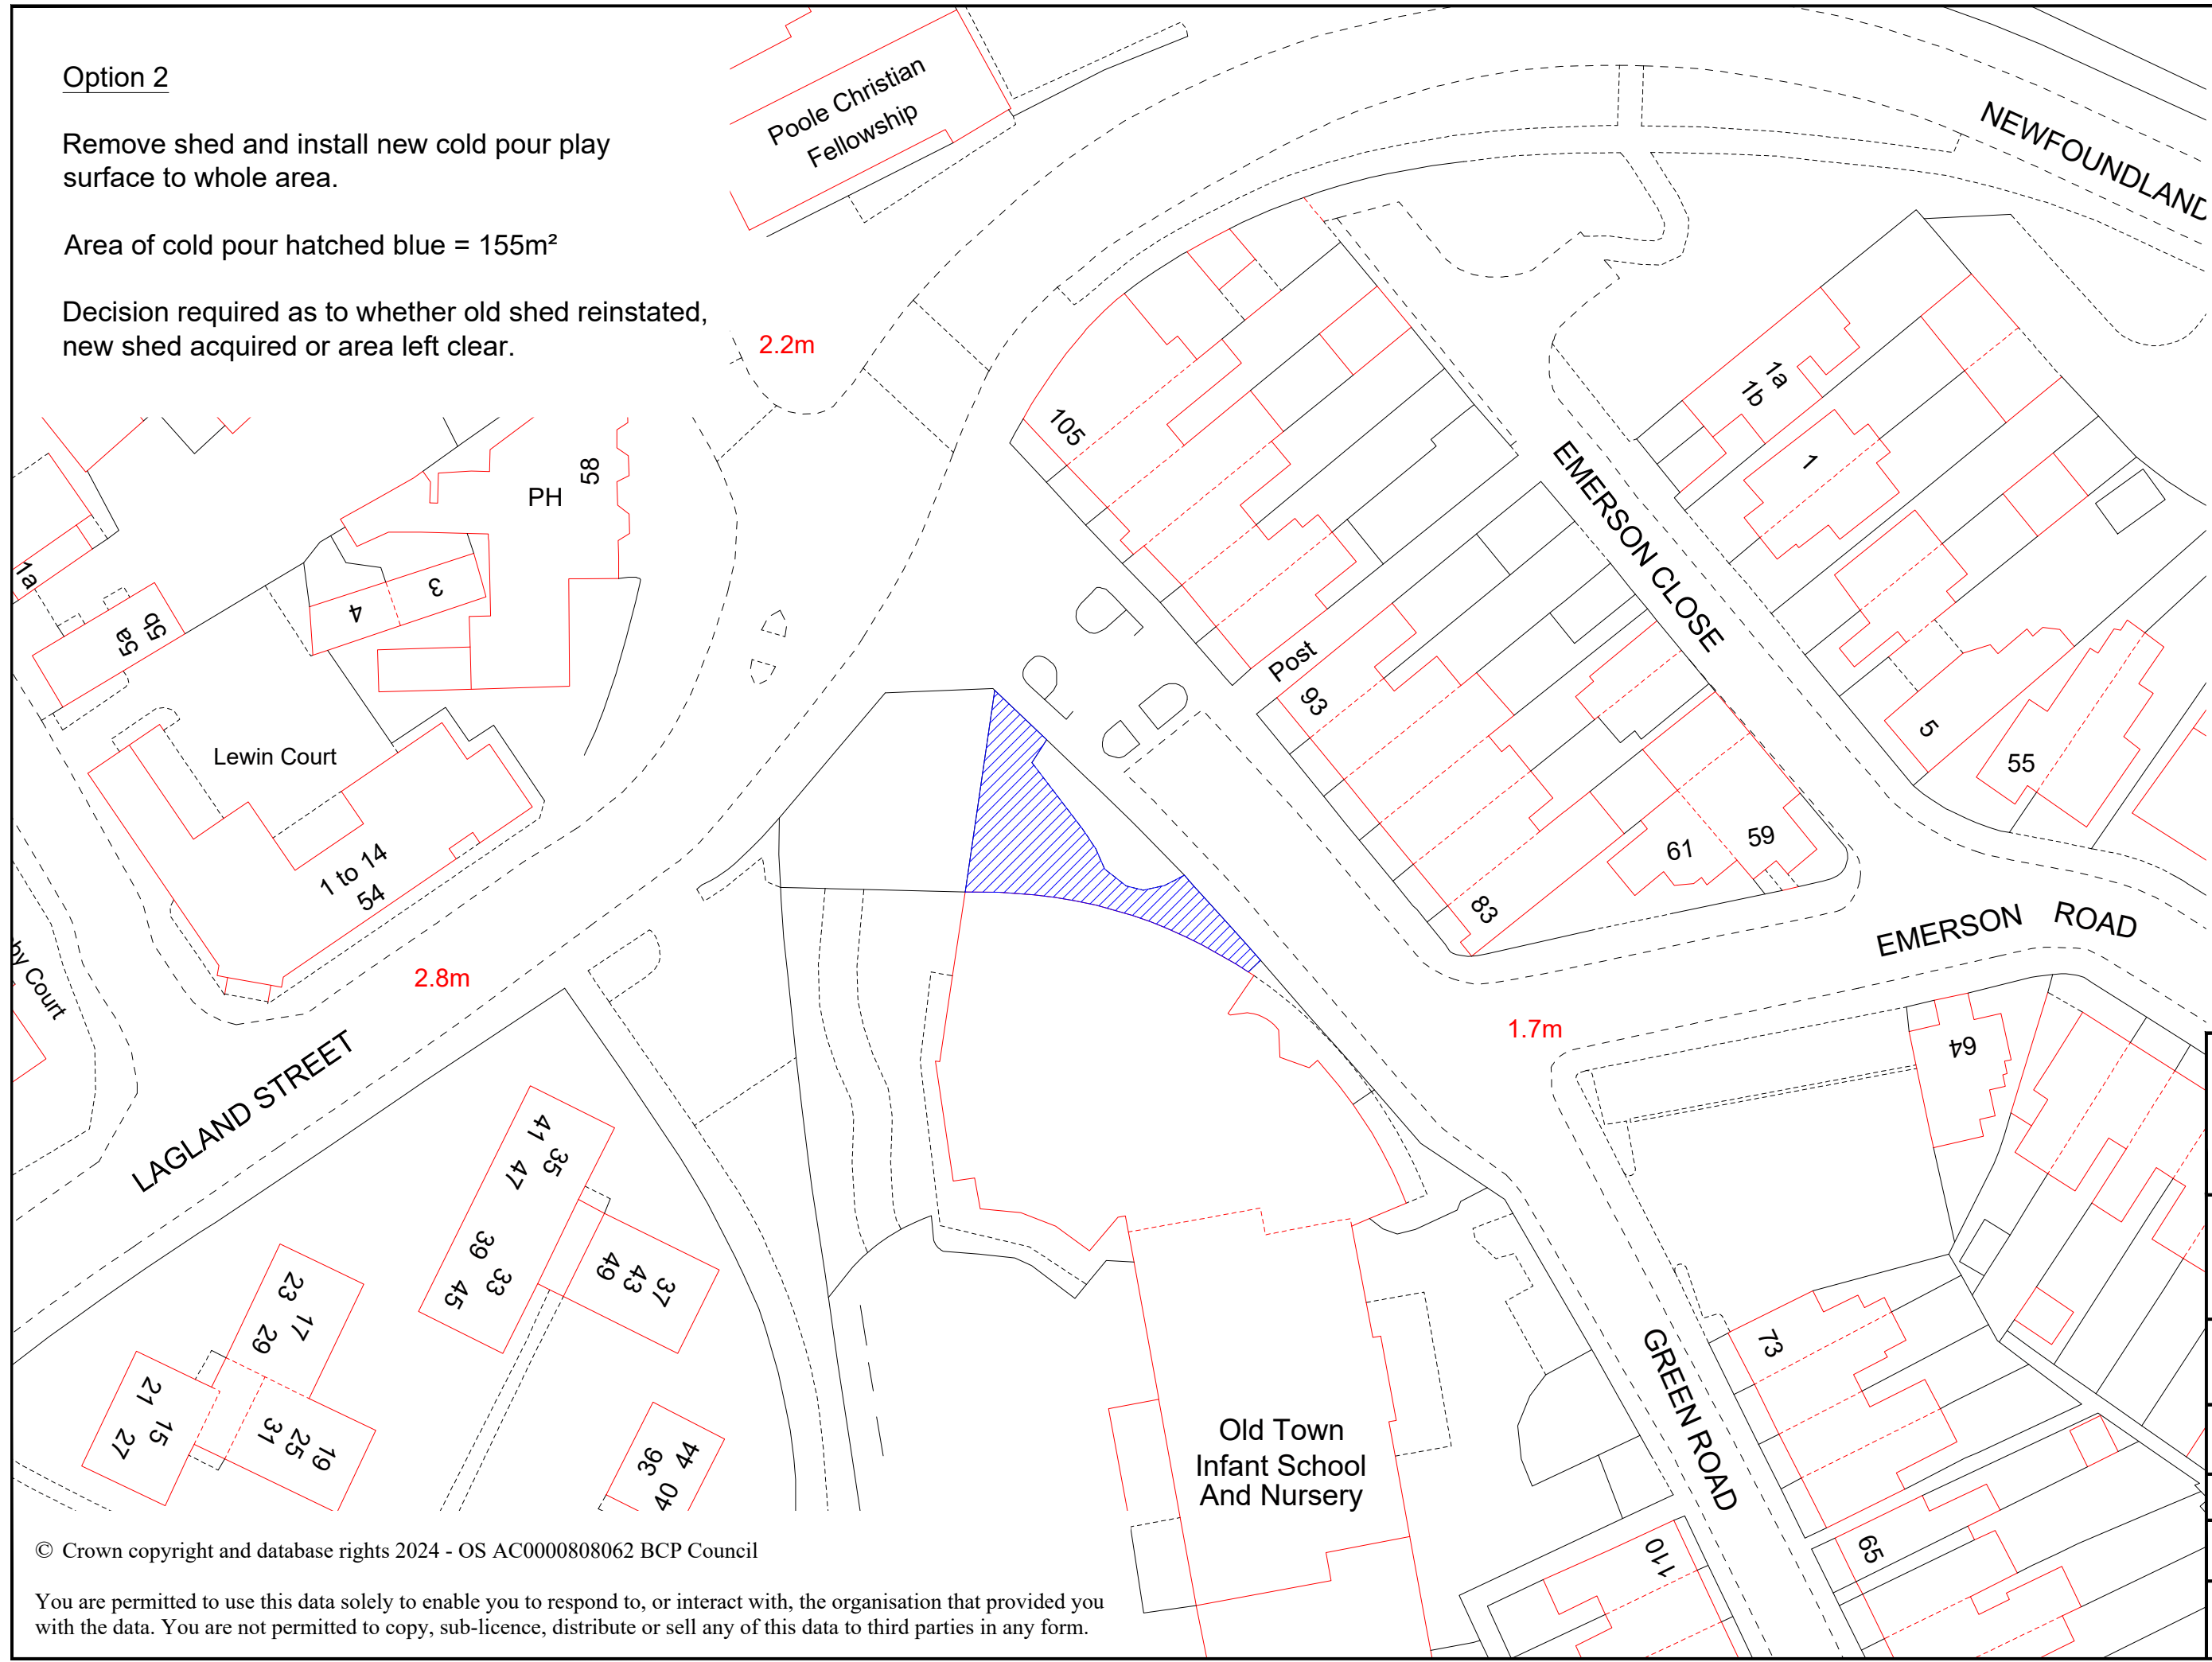 Option 2
Remove shed and install new cold pour play
surface to whole area.
Area of cold pour hatched blue = 155m²
Decision required as to whether old shed reinstated,
new shed acquired or area left clear.
Poole Christian
Fellowship
NEWFOUNDLAND
2.2m
105
1a
1b
1
EMERSON CLOSE
58
PH
3
4
1a
5b
5a
Post
93
5
55
Lewin Court
61
59
1 to 14
54
83
EMERSON ROAD
by Court
2.8m
1.7m
64
LAGLAND STREET
41
35
47
39
33
45
49
43
37
23
17
29
21
15
27
31
25
19
36
44
40
GREEN ROAD
73
Old Town
Infant School
And Nursery
65
110
© Crown copyright and database rights 2024 - OS AC0000808062 BCP Council
You are permitted to use this data solely to enable you to respond to, or interact with, the organisation that provided you
with the data. You are not permitted to copy, sub-licence, distribute or sell any of this data to third parties in any form.